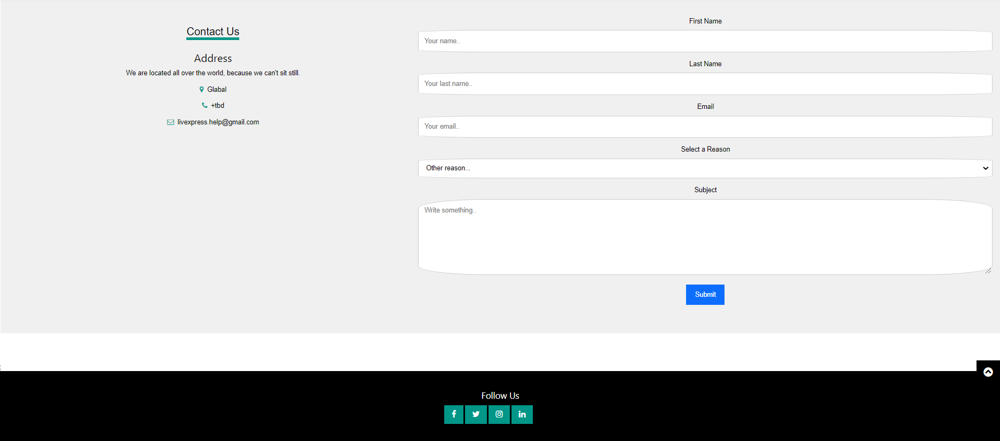 Contact Us
Address
We are located all over the world, because we can't sit still.
Glabal
+tbd
livexpress.help@gmail.com
First Name
Your name..
Last Name
Your last name..
Email
Your email..
Select a Reason
Other reason...
Subject
Write something..
Submit
Follow Us